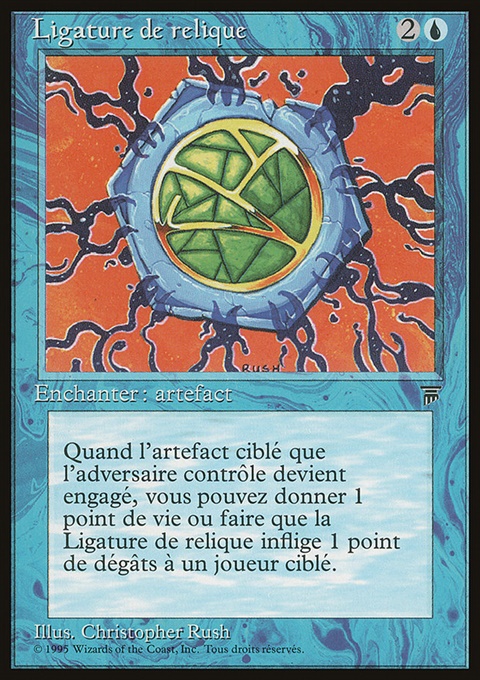 Ligature de relique 2
RUSH
Enchanter : artefact
Quand l'artefact ciblé que
l'adversaire contrôle devient
engagé, vous pouvez donner 1
point de vie ou faire que la
Ligature de relique inflige 1 point
de dégâts à un joueur ciblé.
Illus. Christopher Rush
© 1995 Wizards of the Coast, Inc. Tous droits réservés.